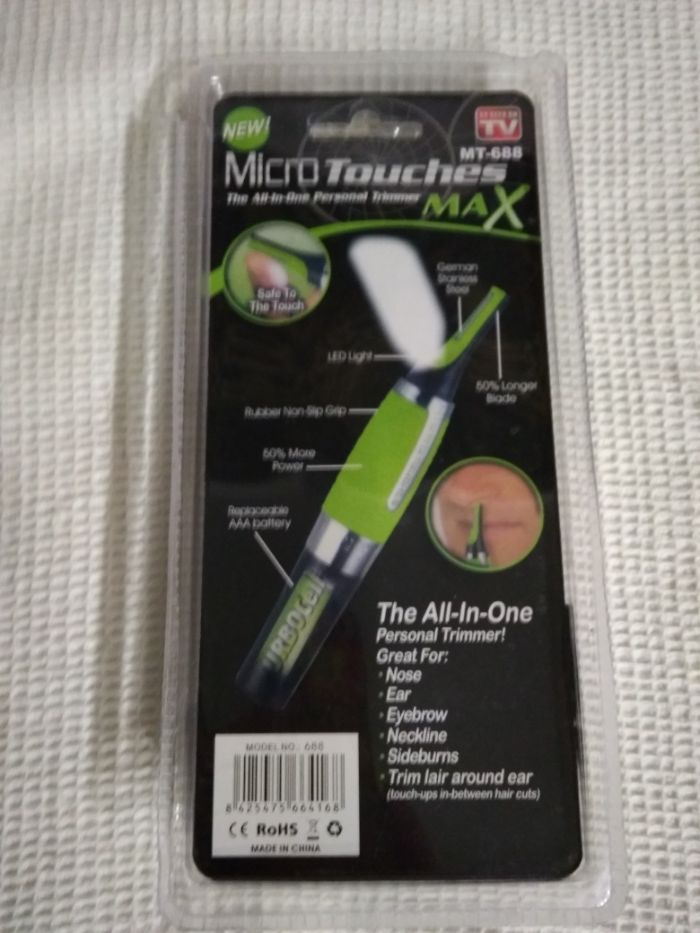 NEW!
AS SEEN ON
TV
MT-688
Micro Touches
The All-In-One Personal Trimmer
MAX
Safe To
The Touch
German
Stainless
Steel
LED Light
50% Longer
Blade
Rubber Non-Slip Grip
50% More
Power
Replaceable
AAA battery
The All-In-One
Personal Trimmer!
Great For:
· Nose
· Ear
· Eyebrow
· Neckline
· Sideburns
· Trim lair around ear
(touch-ups in-between hair cuts)
MODEL NO.: 688
8 425475 664168
CE RoHS
MADE IN CHINA